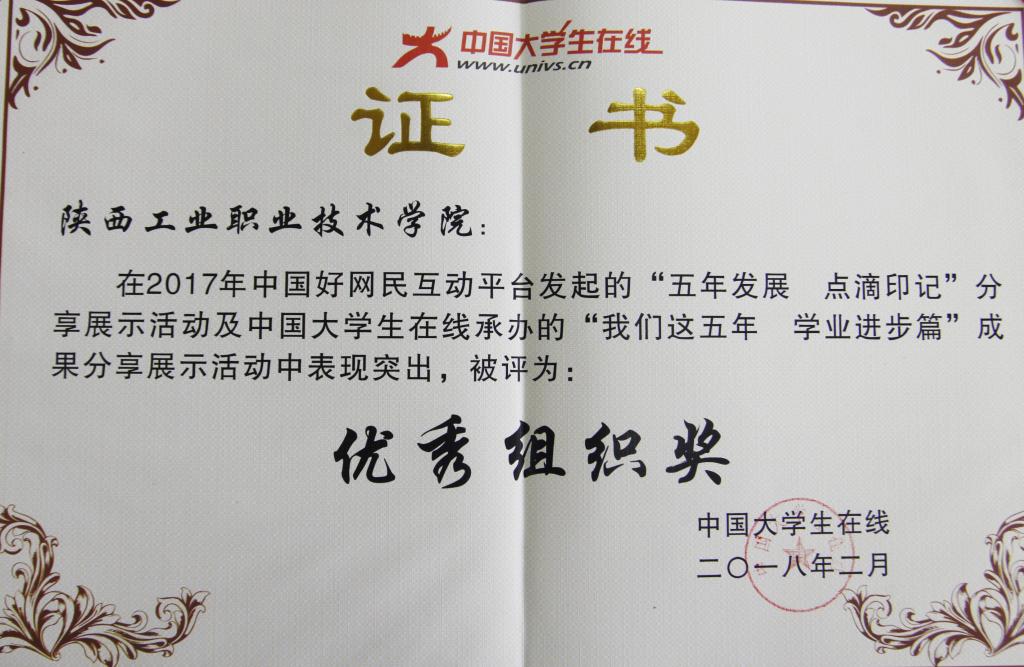 中国大学生在线
www.univs.cn
证 书
陕西工业职业技术学院：
在2017年中国好网民互动平台发起的“五年发展 点滴印记”分
享展示活动及中国大学生在线承办的“我们这五年 学业进步篇”成
果分享展示活动中表现突出，被评为：
优秀组织奖
中国大学生在线
二〇一八年二月